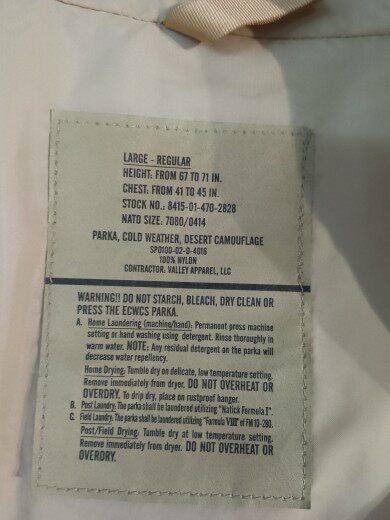 LARGE - REGULAR
HEIGHT: FROM 67 TO 71 IN.
CHEST: FROM 41 TO 45 IN.
STOCK NO.: 8415-01-470-2828
NATO SIZE: 7080/0414
PARKA, COLD WEATHER, DESERT CAMOUFLAGE
SPO100-02-D-4016
100% NYLON
CONTRACTOR: VALLEY APPAREL, LLC
WARNING!! DO NOT STARCH, BLEACH, DRY CLEAN OR
PRESS THE ECWCS PARKA.
A. Home Laundering (machine/hand): Permanent press machine
setting or hand washing using detergent. Rinse thoroughly in
warm water. NOTE: Any residual detergent on the parka will
decrease water repellency.
Home Drying: Tumble dry on delicate, low temperature setting.
Remove immediately from dryer. DO NOT OVERHEAT OR
OVERDRY. To drip dry, place on rustproof hanger.
B. Post Laundry: The parka shall be laundered utilizing "Natick Formula I".
C. Field Laundry: The parka shall be laundered utilizing "Formula VIII" of FM 10-280.
Post/Field Drying: Tumble dry at low temperature setting.
Remove immediately from dryer. DO NOT OVERHEAT OR
OVERDRY.